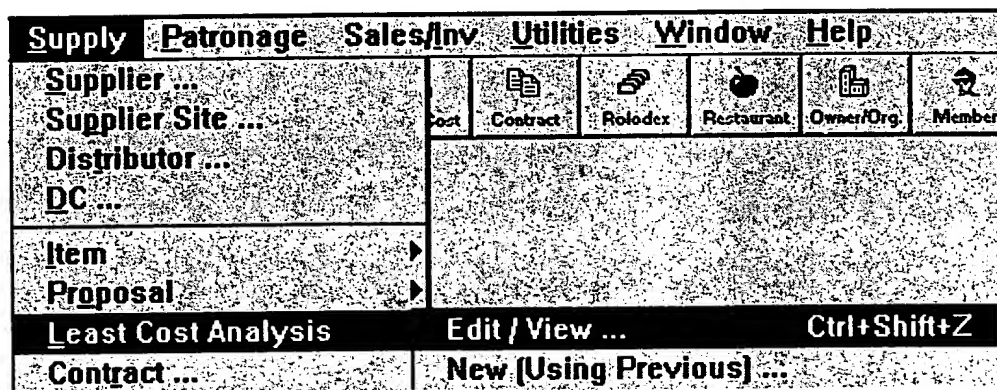 Supply Patronage Sales/Inv Utilities Window Help
Supplier ...
Supplier Site ...
Distributor ...
DC ...
Cost Contract Rolodex Restaurant Owner/Org. Member
Item
Proposal
Least Cost Analysis Edit / View ... Ctrl+Shift+Z
Contract ... New (Using Previous) ...